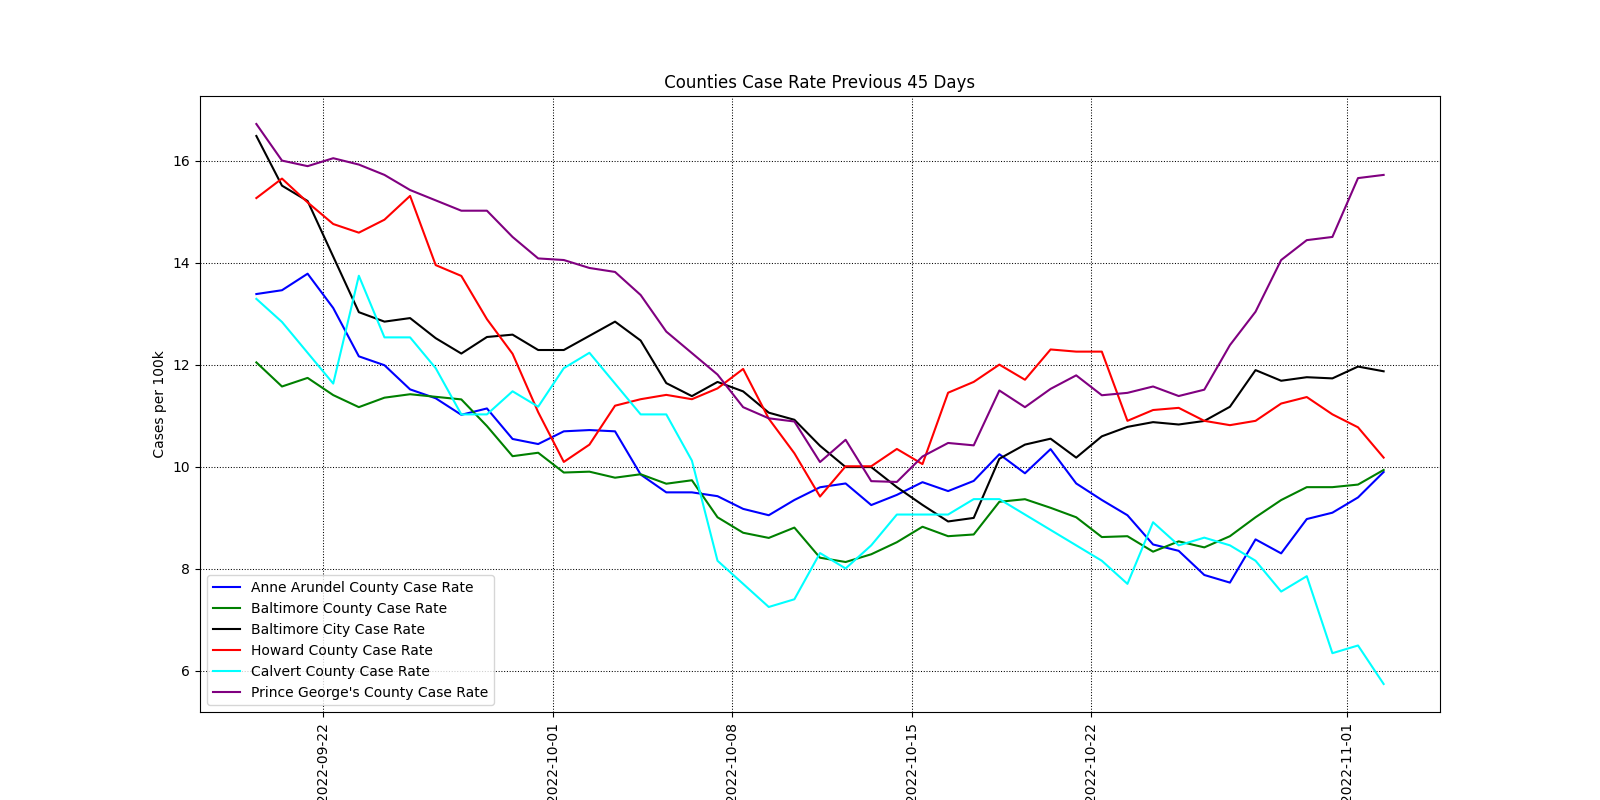 Counties Case Rate Previous 45 Days
Cases per 100k
16
14
12
10
8
6
Anne Arundel County Case Rate
Baltimore County Case Rate
Baltimore City Case Rate
Howard County Case Rate
Calvert County Case Rate
Prince George's County Case Rate
2022-09-22
2022-10-01
2022-10-08
2022-10-15
2022-10-22
2022-11-01